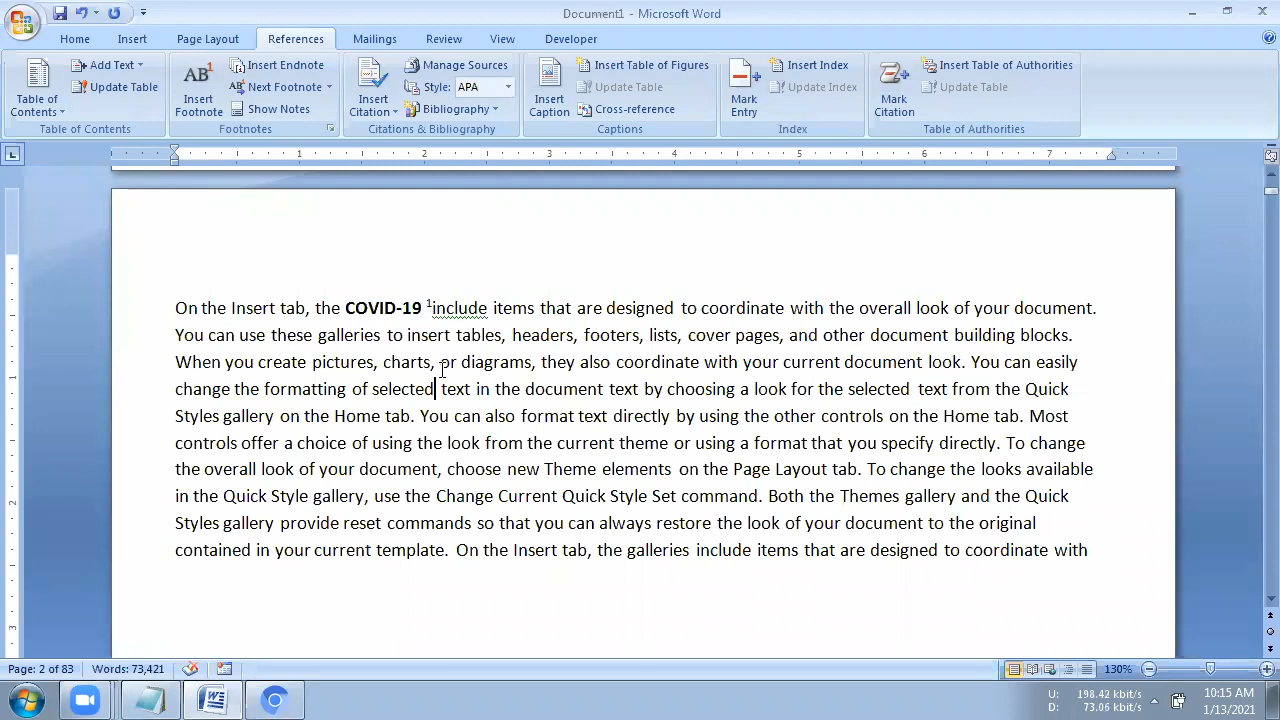 Document1 - Microsoft Word
Home Insert Page Layout References Mailings Review View Developer
Table of Contents
Add Text
Update Table
Table of Contents
AB1
Insert Footnote
Insert Endnote
Next Footnote
Show Notes
Footnotes
Insert Citation
Manage Sources
Style: APA
Bibliography
Citations & Bibliography
Insert Caption
Insert Table of Figures
Update Table
Cross-reference
Captions
Mark Entry
Insert Index
Update Index
Index
Mark Citation
Insert Table of Authorities
Update Table
Table of Authorities
1 2 3 4 5 6 7
1
2
3
On the Insert tab, the COVID-19 1include items that are designed to coordinate with the overall look of your document.
You can use these galleries to insert tables, headers, footers, lists, cover pages, and other document building blocks.
When you create pictures, charts, or diagrams, they also coordinate with your current document look. You can easily
change the formatting of selected text in the document text by choosing a look for the selected text from the Quick
Styles gallery on the Home tab. You can also format text directly by using the other controls on the Home tab. Most
controls offer a choice of using the look from the current theme or using a format that you specify directly. To change
the overall look of your document, choose new Theme elements on the Page Layout tab. To change the looks available
in the Quick Style gallery, use the Change Current Quick Style Set command. Both the Themes gallery and the Quick
Styles gallery provide reset commands so that you can always restore the look of your document to the original
contained in your current template. On the Insert tab, the galleries include items that are designed to coordinate with
Page: 2 of 83 Words: 73,421 130%
U: 198.42 kbit/s
D: 73.06 kbit/s
10:15 AM
1/13/2021